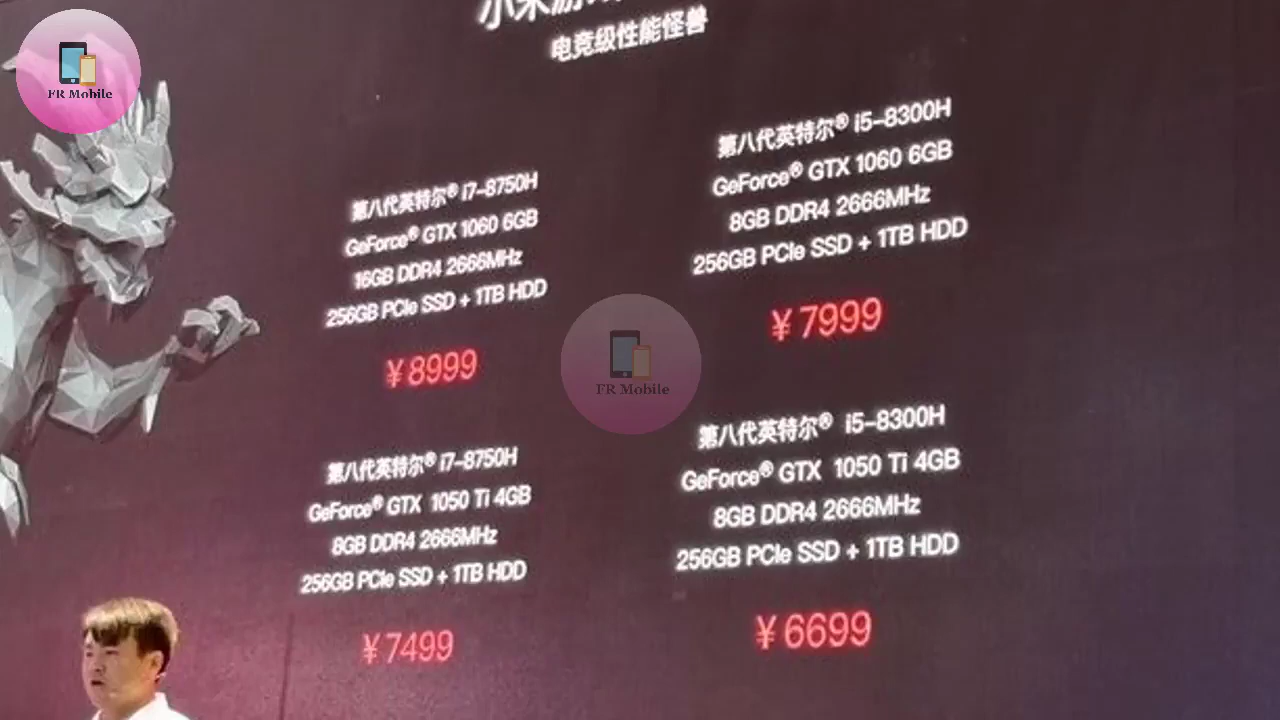 FR Mobile
小米游
电竞级性能怪兽
第八代英特尔® i7-8750H
GeForce® GTX 1060 6GB
16GB DDR4 2666MHz
256GB PCIe SSD + 1TB HDD
¥8999
第八代英特尔® i5-8300H
GeForce® GTX 1060 6GB
8GB DDR4 2666MHz
256GB PCIe SSD + 1TB HDD
¥7999
FR Mobile
第八代英特尔® i7-8750H
GeForce® GTX 1050 Ti 4GB
8GB DDR4 2666MHz
256GB PCIe SSD + 1TB HDD
¥7499
第八代英特尔® i5-8300H
GeForce® GTX 1050 Ti 4GB
8GB DDR4 2666MHz
256GB PCIe SSD + 1TB HDD
¥6699